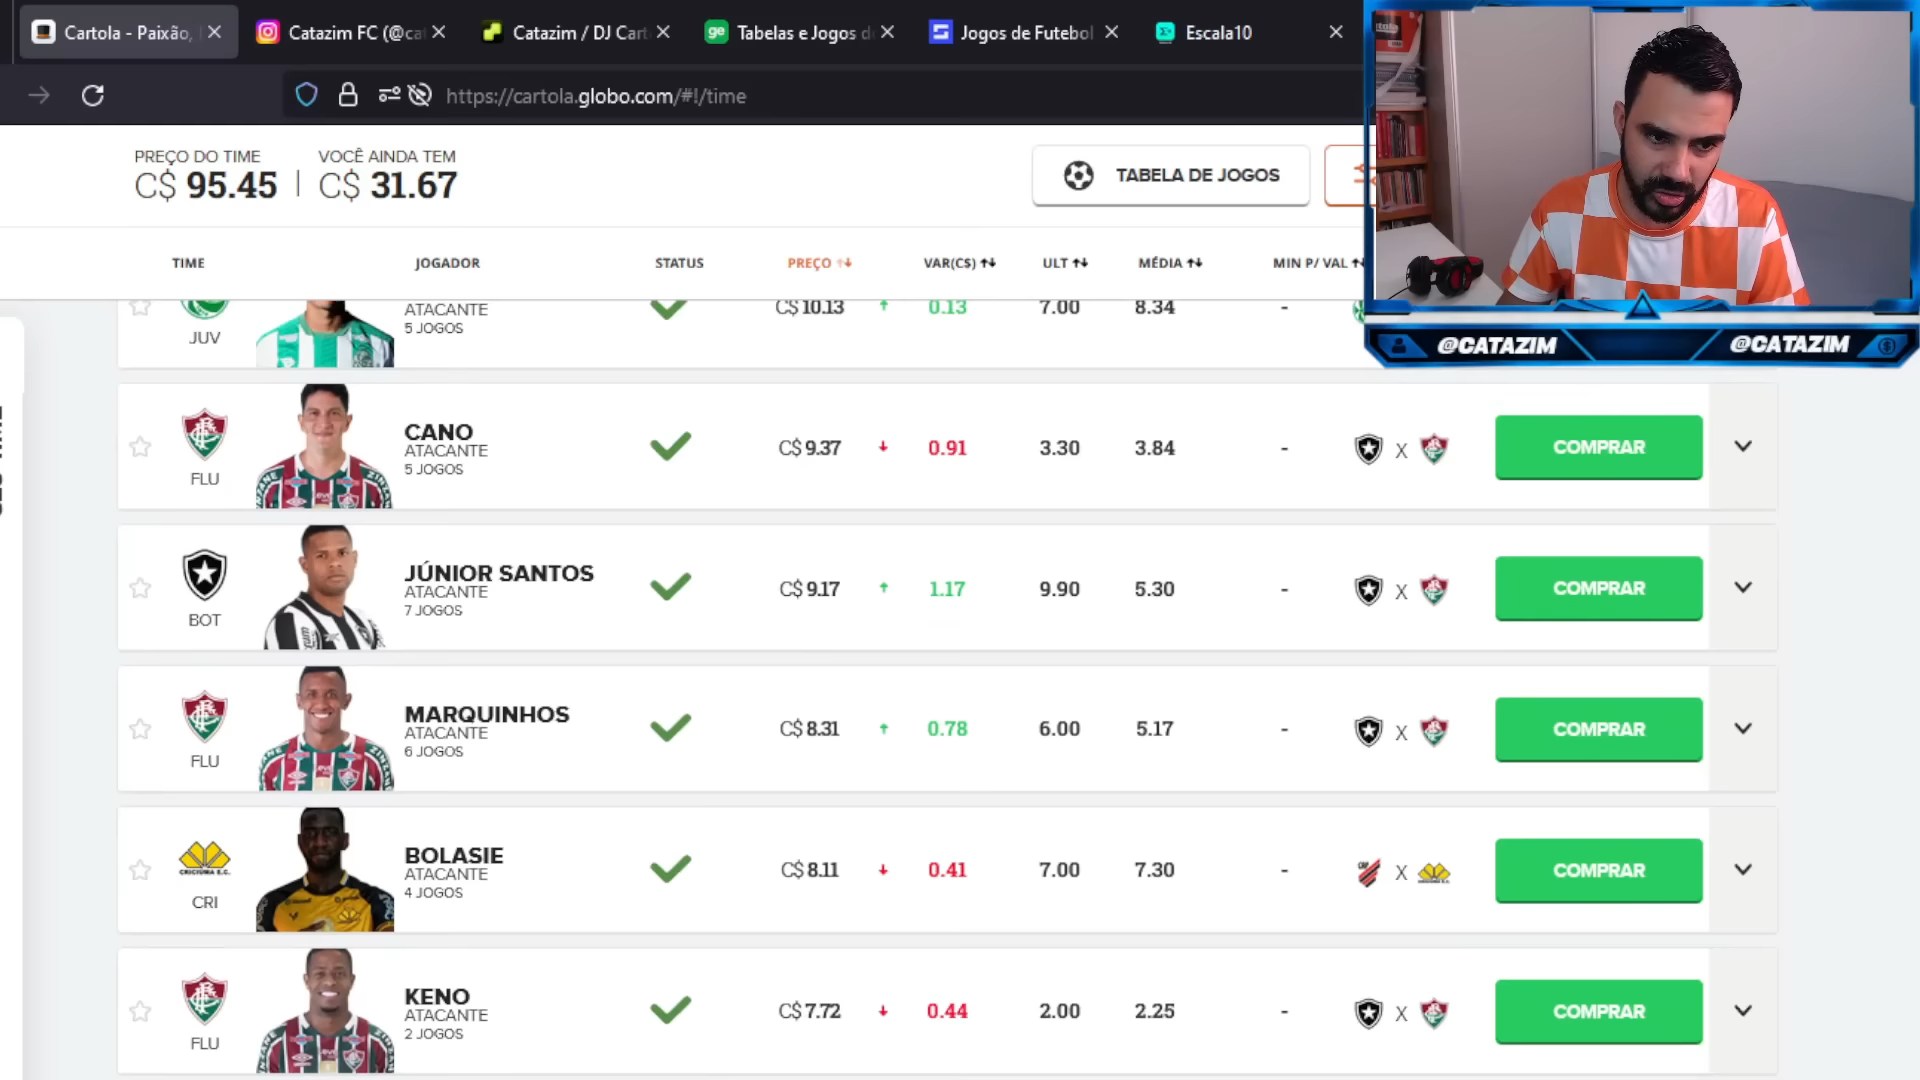 Cartola - Paixão,
Catazim FC (@ca
Catazim / DJ Cart
Tabelas e Jogos d
Jogos de Futebol
Escala10
https://cartola.globo.com/#!/time
PREÇO DO TIME
C$ 95.45
VOCÊ AINDA TEM
C$ 31.67
TABELA DE JOGOS
@CATAZIM
@CATAZIM
TIME JOGADOR STATUS PREÇO VAR(C$) ULT MÉDIA MIN P/ VAL
JUV
ATACANTE
5 JOGOS
C$ 10.13 0.13 7.00 8.34 -
FLU
CANO
ATACANTE
5 JOGOS
C$ 9.37 0.91 3.30 3.84 - X COMPRAR
BOT
JÚNIOR SANTOS
ATACANTE
7 JOGOS
C$ 9.17 1.17 9.90 5.30 - X COMPRAR
FLU
MARQUINHOS
ATACANTE
6 JOGOS
C$ 8.31 0.78 6.00 5.17 - X COMPRAR
CRICIÚMA E.C.
CRI
BOLASIE
ATACANTE
4 JOGOS
C$ 8.11 0.41 7.00 7.30 - CAP X COMPRAR
FLU
KENO
ATACANTE
2 JOGOS
C$ 7.72 0.44 2.00 2.25 - X COMPRAR